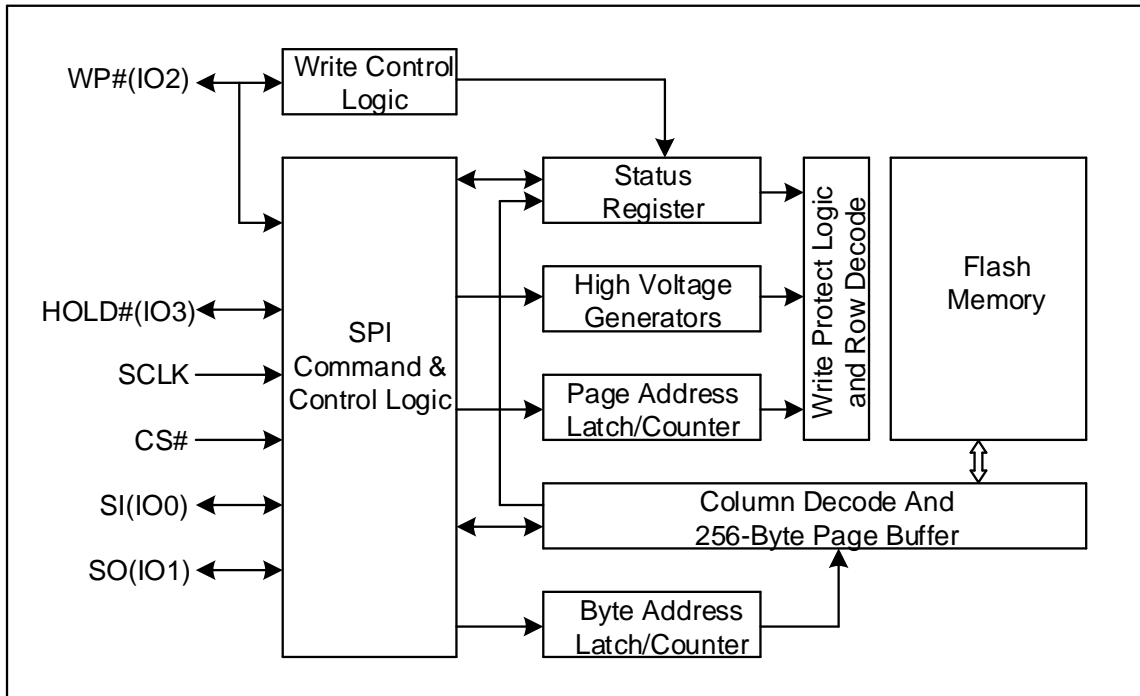 WP#(IO2)
Write Control
Logic
Status
Register
High Voltage
Generators
Page Address
Latch/Counter
Write Protect Logic
and Row Decode
Flash
Memory
HOLD#(IO3)
SCLK
CS#
SI(IO0)
SO(IO1)
SPI
Command &
Control Logic
Column Decode And
256-Byte Page Buffer
Byte Address
Latch/Counter